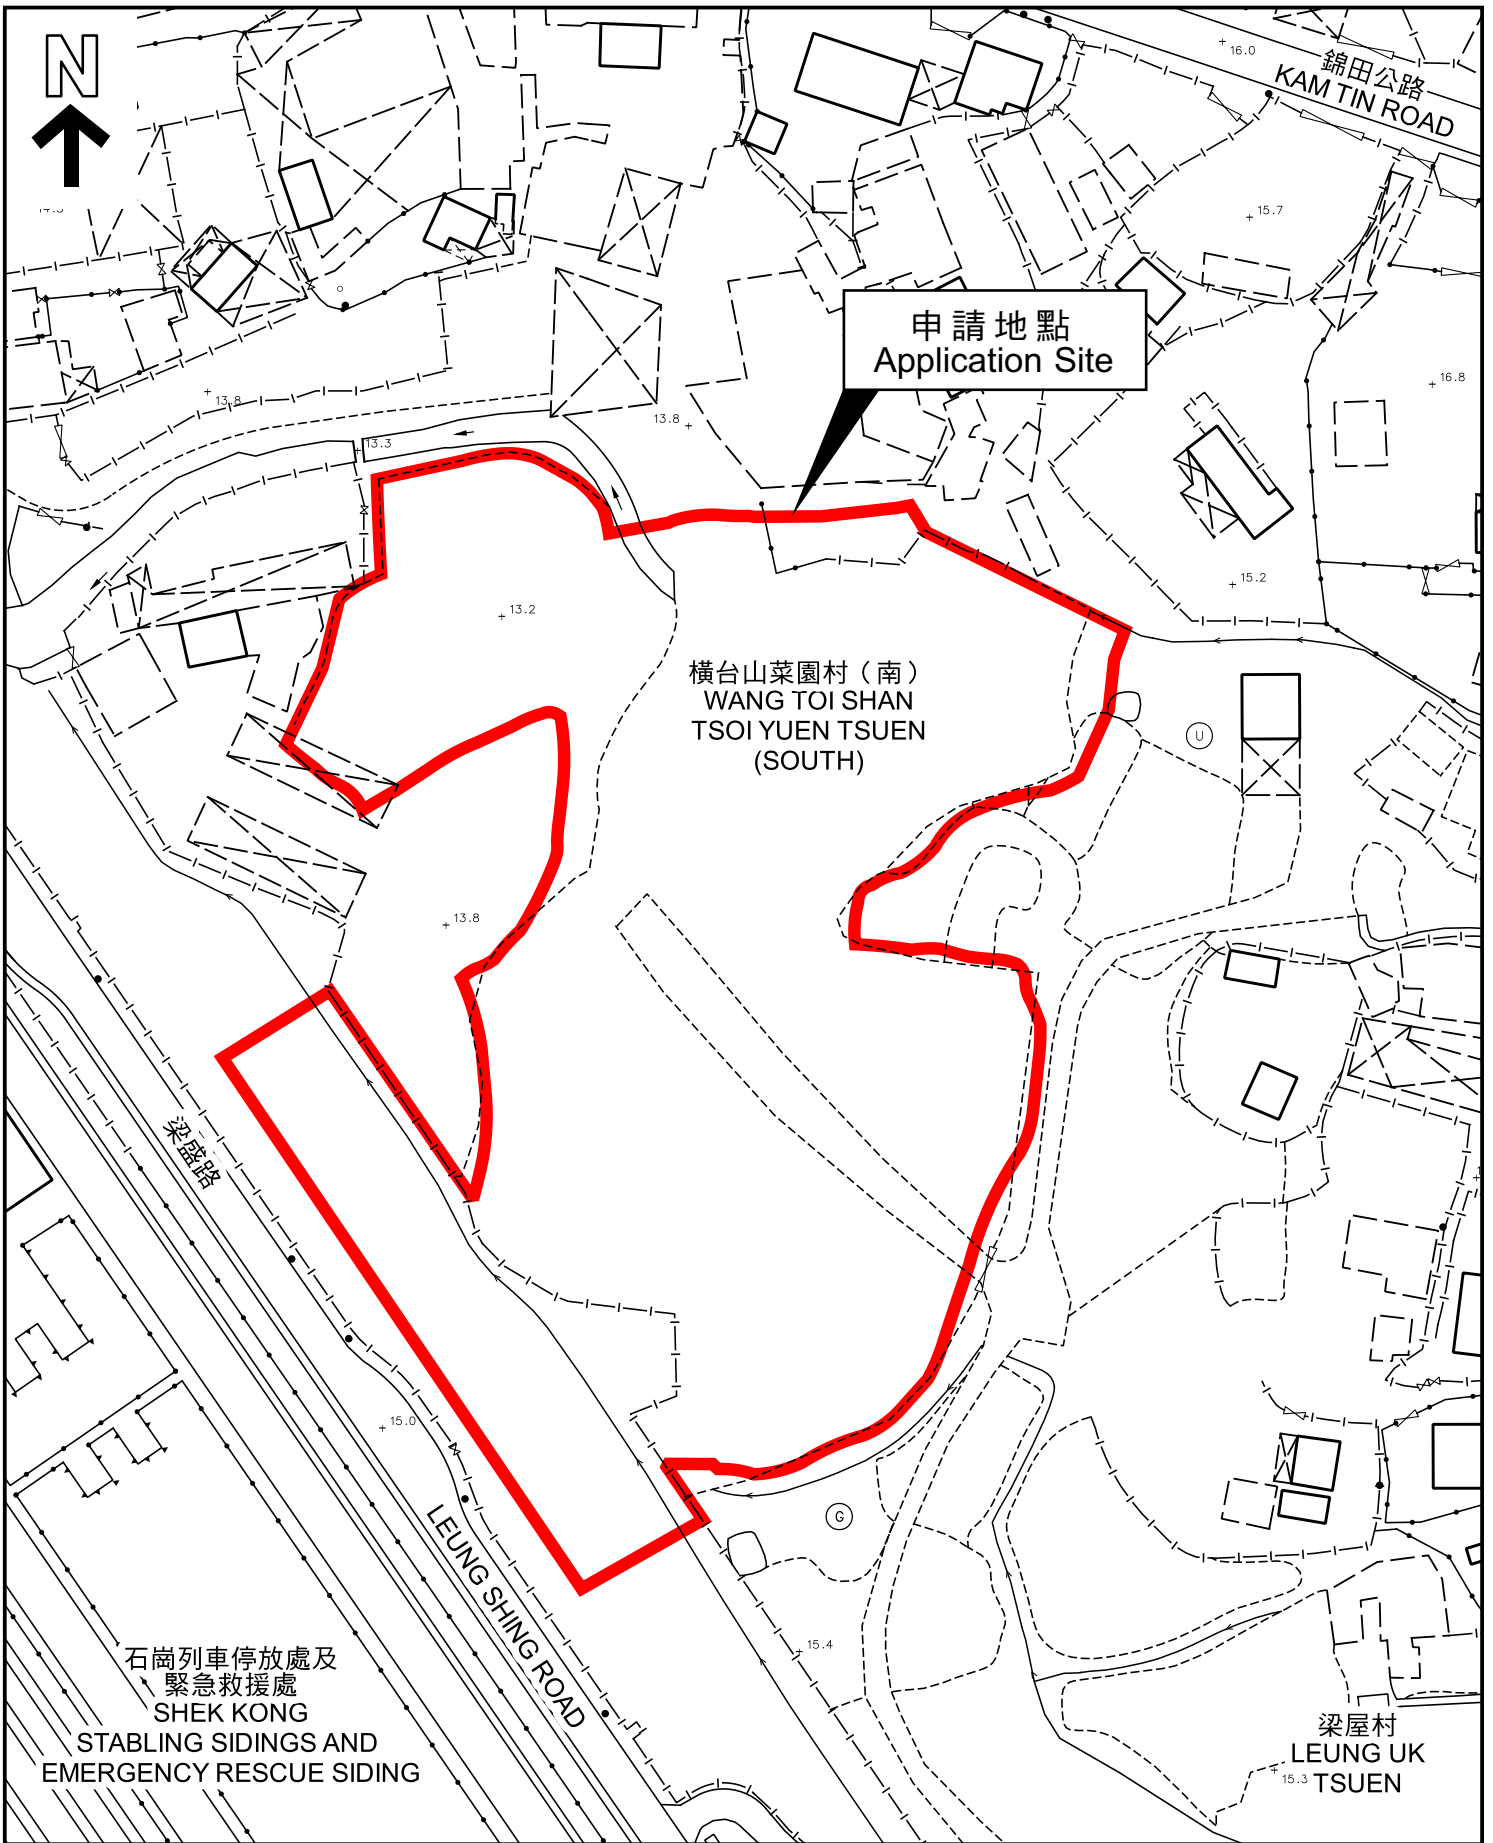 N
錦田公路
KAM TIN ROAD
16.0
15.7
申請地點
Application Site
13.8
13.3
13.8
16.8
15.2
13.2
橫台山菜園村（南）
WANG TOI SHAN
TSOI YUEN TSUEN
(SOUTH)
U
13.8
梁盛路
15.0
LEUNG SHING ROAD
G
15.4
石崗列車停放處及
緊急救援處
SHEK KONG
STABLING SIDINGS AND
EMERGENCY RESCUE SIDING
梁屋村
LEUNG UK
TSUEN
15.3